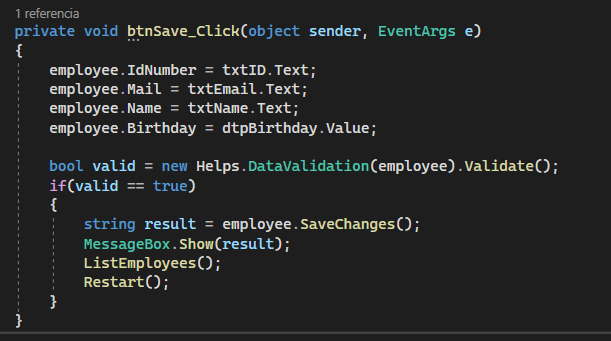 1 referencia
private void btnSave_Click(object sender, EventArgs e)
{
employee.IdNumber = txtID.Text;
employee.Mail = txtEmail.Text;
employee.Name = txtName.Text;
employee.Birthday = dtpBirthday.Value;
bool valid = new Helps.DataValidation(employee).Validate();
if(valid == true)
{
string result = employee.SaveChanges();
MessageBox.Show(result);
ListEmployees();
Restart();
}
}